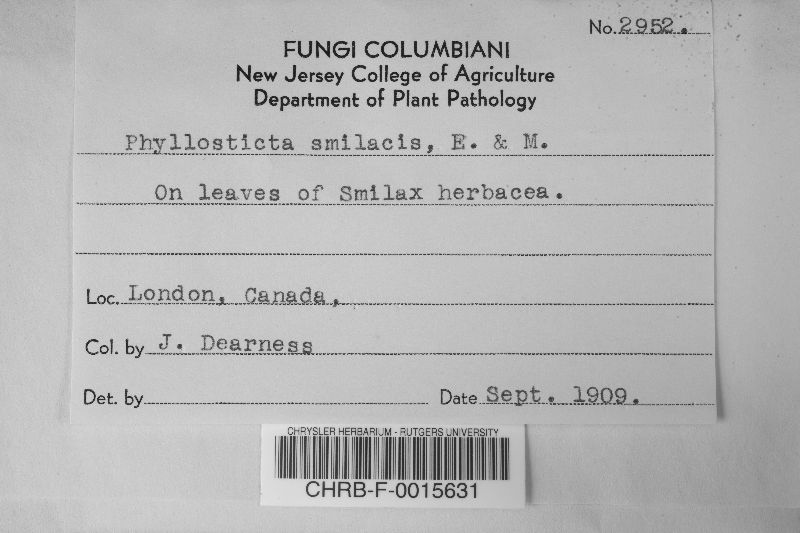 No. 2952.
FUNGI COLUMBIANI
New Jersey College of Agriculture
Department of Plant Pathology
Phyllosticta smilacis, E. & M.
On leaves of Smilax herbacea.
Loc. London, Canada,
Col. by J. Dearness
Det. by Date Sept. 1909.
CHRYSLER HERBARIUM - RUTGERS UNIVERSITY
CHRB-F-0015631